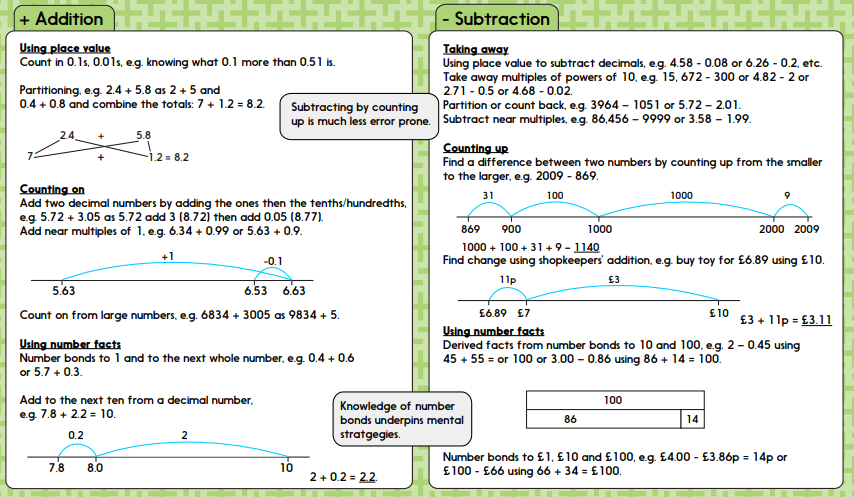 + Addition
Using place value
Count in 0.1s, 0.01s, e.g. knowing what 0.1 more than 0.51 is.
Partitioning, e.g. 2.4 + 5.8 as 2 + 5 and
0.4 + 0.8 and combine the totals: 7 + 1.2 = 8.2.
2.4 + 5.8
7 + 1.2 = 8.2
Counting on
Add two decimal numbers by adding the ones then the tenths/hundredths,
e.g. 5.72 + 3.05 as 5.72 add 3 (8.72) then add 0.05 (8.77).
Add near multiples of 1, e.g. 6.34 + 0.99 or 5.63 + 0.9.
+1
-0.1
5.63 6.53 6.63
Count on from large numbers, e.g. 6834 + 3005 as 9834 + 5.
Using number facts
Number bonds to 1 and to the next whole number, e.g. 0.4 + 0.6
or 5.7 + 0.3.
Add to the next ten from a decimal number,
e.g. 7.8 + 2.2 = 10.
0.2 2
7.8 8.0 10
2 + 0.2 = 2.2.
Subtracting by counting
up is much less error prone.
Knowledge of number
bonds underpins mental
stratgegies.
- Subtraction
Taking away
Using place value to subtract decimals, e.g. 4.58 - 0.08 or 6.26 - 0.2, etc.
Take away multiples of powers of 10, e.g. 15, 672 - 300 or 4.82 - 2 or
2.71 - 0.5 or 4.68 - 0.02.
Partition or count back, e.g. 3964 – 1051 or 5.72 – 2.01.
Subtract near multiples, e.g. 86,456 – 9999 or 3.58 – 1.99.
Counting up
Find a difference between two numbers by counting up from the smaller
to the larger, e.g. 2009 - 869.
31 100 1000 9
869 900 1000 2000 2009
1000 + 100 + 31 + 9 – 1140
Find change using shopkeepers' addition, e.g. buy toy for £6.89 using £10.
11p £3
£6.89 £7 £10
£3 + 11p = £3.11
Using number facts
Derived facts from number bonds to 10 and 100, e.g. 2 – 0.45 using
45 + 55 = or 100 or 3.00 – 0.86 using 86 + 14 = 100.
100
86 14
Number bonds to £1, £10 and £100, e.g. £4.00 - £3.86p = 14p or
£100 - £66 using 66 + 34 = £100.